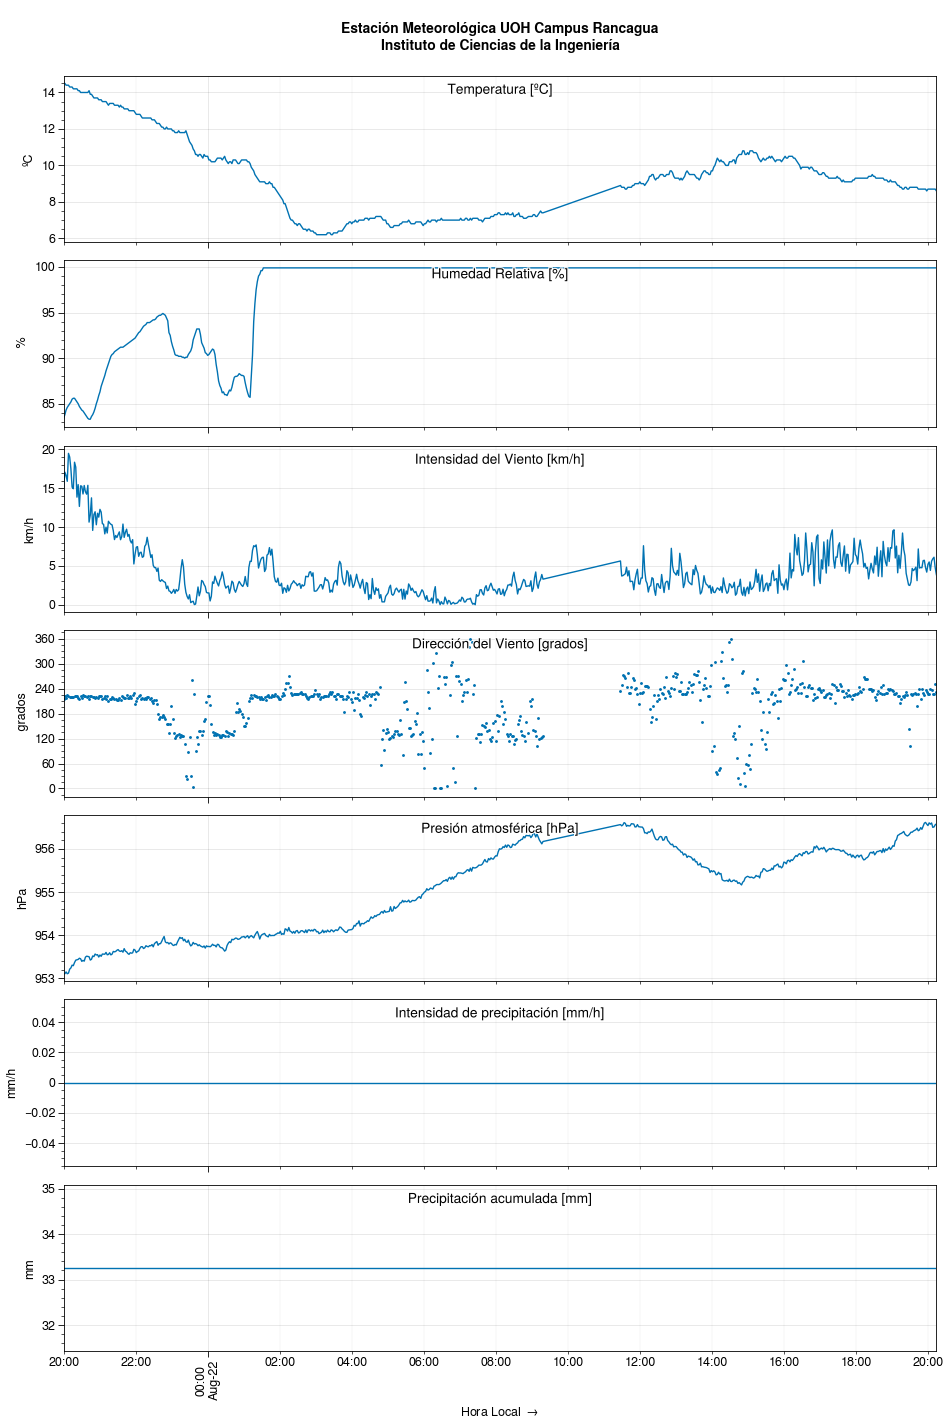 Estación Meteorológica UOH Campus Rancagua
Instituto de Ciencias de la Ingeniería
Temperatura [ºC]
ºC
14
12
10
8
6
Humedad Relativa [%]
%
100
95
90
85
Intensidad del Viento [km/h]
km/h
20
15
10
5
0
Dirección del Viento [grados]
grados
360
300
240
180
120
60
0
Presión atmosférica [hPa]
hPa
956
955
954
953
Intensidad de precipitación [mm/h]
mm/h
0.04
0.02
0
−0.02
−0.04
Precipitación acumulada [mm]
mm
35
34
33
32
20:00 22:00 00:00 02:00 04:00 06:00 08:00 10:00 12:00 14:00 16:00 18:00 20:00
Aug-22
Hora Local →